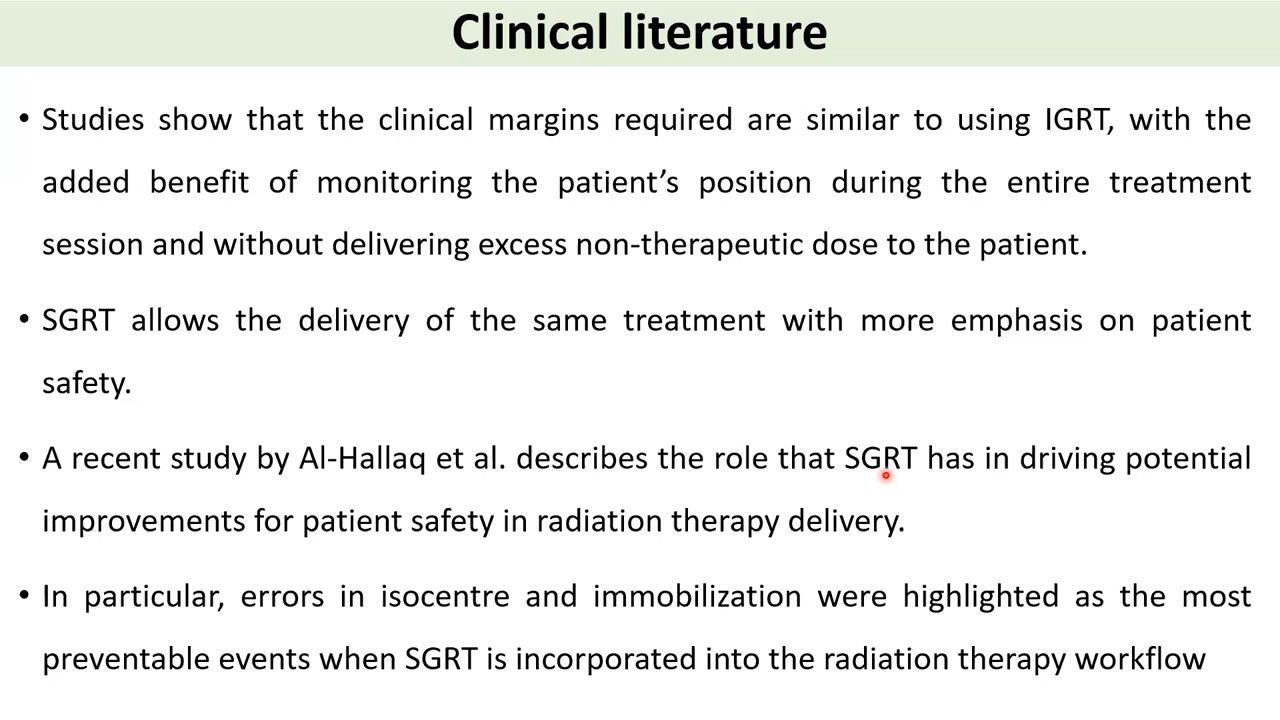 Clinical literature
• Studies show that the clinical margins required are similar to using IGRT, with the
added benefit of monitoring the patient’s position during the entire treatment
session and without delivering excess non-therapeutic dose to the patient.
• SGRT allows the delivery of the same treatment with more emphasis on patient
safety.
• A recent study by Al-Hallaq et al. describes the role that SGRT has in driving potential
improvements for patient safety in radiation therapy delivery.
• In particular, errors in isocentre and immobilization were highlighted as the most
preventable events when SGRT is incorporated into the radiation therapy workflow